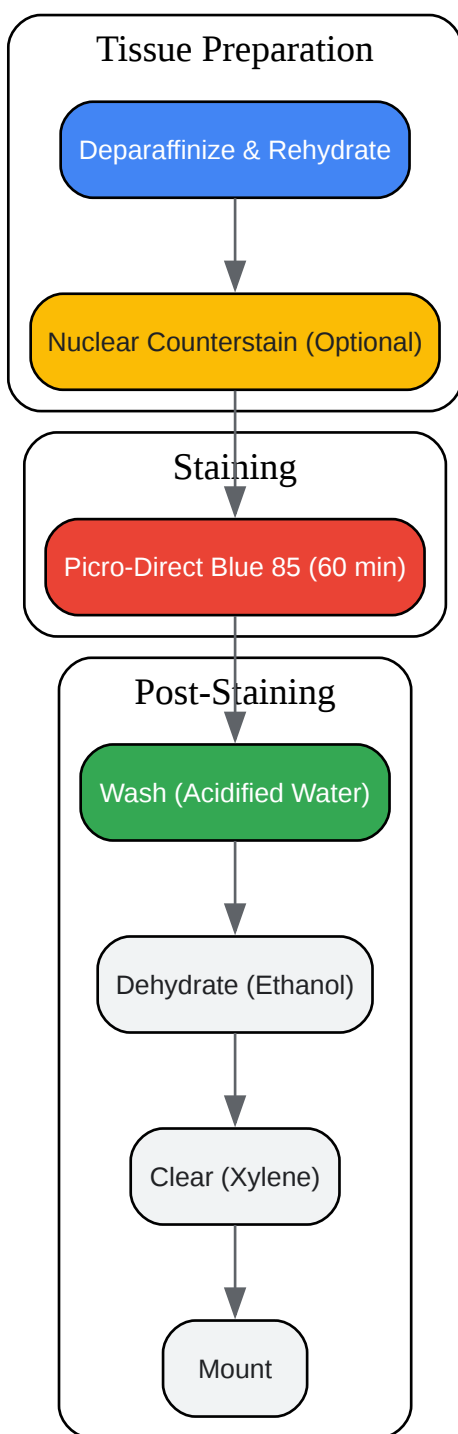 Tissue Preparation
Deparaffinize & Rehydrate
Nuclear Counterstain (Optional)
Staining
Picro-Direct Blue 85 (60 min)
Post-Staining
Wash (Acidified Water)
Dehydrate (Ethanol)
Clear (Xylene)
Mount